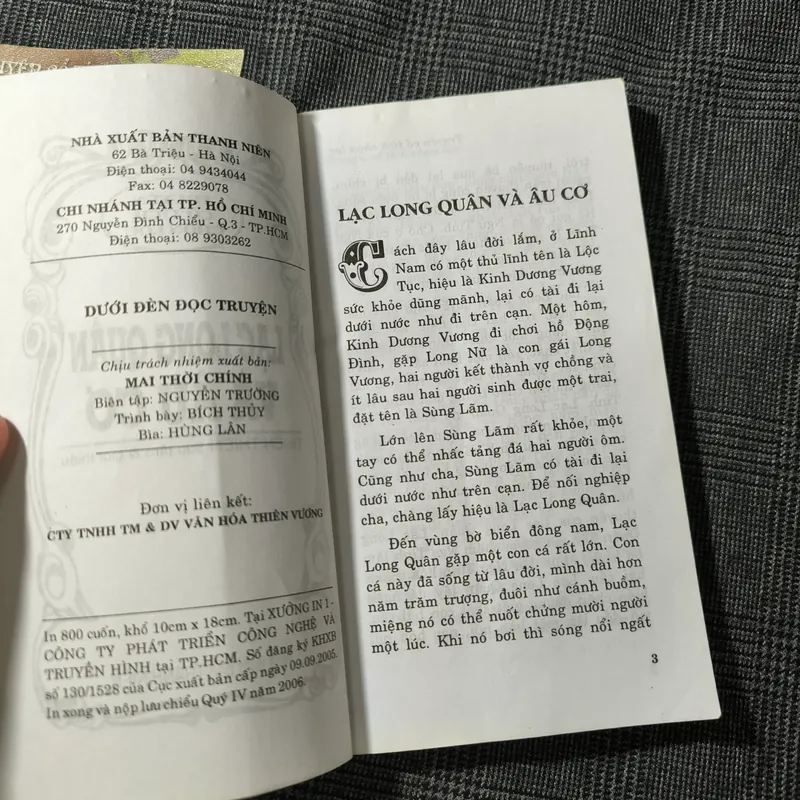 NHÀ XUẤT BẢN THANH NIÊN
62 Bà Triệu - Hà Nội
Điện thoại: 04 9434044
Fax: 04 8229078
CHI NHÁNH TẠI TP. HỒ CHÍ MINH
270 Nguyễn Đình Chiểu - Q.3 - TP.HCM
Điện thoại: 08 9303262
DƯỚI ĐÈN ĐỌC TRUYỆN
Chịu trách nhiệm xuất bản:
MAI THỜI CHÍNH
Biên tập: NGUYỄN TRƯỜNG
Trình bày: BÍCH THỦY
Bìa: HÙNG LÂN
Đơn vị liên kết:
CTY TNHH TM & DV VĂN HÓA THIÊN VƯƠNG
In 800 cuốn, khổ 10cm x 18cm. Tại XƯỞNG IN 1-
CÔNG TY PHÁT TRIỂN CÔNG NGHỆ VÀ
TRUYỀN HÌNH tại TP.HCM. Số đăng ký KHXB
số 130/1528 của Cục xuất bản cấp ngày 09.09.2005.
In xong và nộp lưu chiểu Quý IV năm 2006.
LẠC LONG QUÂN VÀ ÂU CƠ
Cách đây lâu đời lắm, ở Lĩnh
Nam có một thủ lĩnh tên là Lộc
Tục, hiệu là Kinh Dương Vương
sức khỏe dũng mãnh, lại có tài đi lại
dưới nước như đi trên cạn. Một hôm,
Kinh Dương Vương đi chơi hồ Động
Đình, gặp Long Nữ là con gái Long
Vương, hai người kết thành vợ chồng và
ít lâu sau hai người sinh được một trai,
đặt tên là Sùng Lãm.
Lớn lên Sùng Lãm rất khỏe, một
tay có thể nhấc tảng đá hai người ôm.
Cũng như cha, Sùng Lãm có tài đi lại
dưới nước như trên cạn. Để nối nghiệp
cha, chàng lấy hiệu là Lạc Long Quân.
Đến vùng bờ biển đông nam, Lạc
Long Quân gặp một con cá rất lớn. Con
cá này đã sống từ lâu đời, mình dài hơn
năm trăm trượng, đuôi như cánh buồm,
miệng nó có thể nuốt chửng mười người
một lúc. Khi nó bơi thì sóng nổi ngất
3